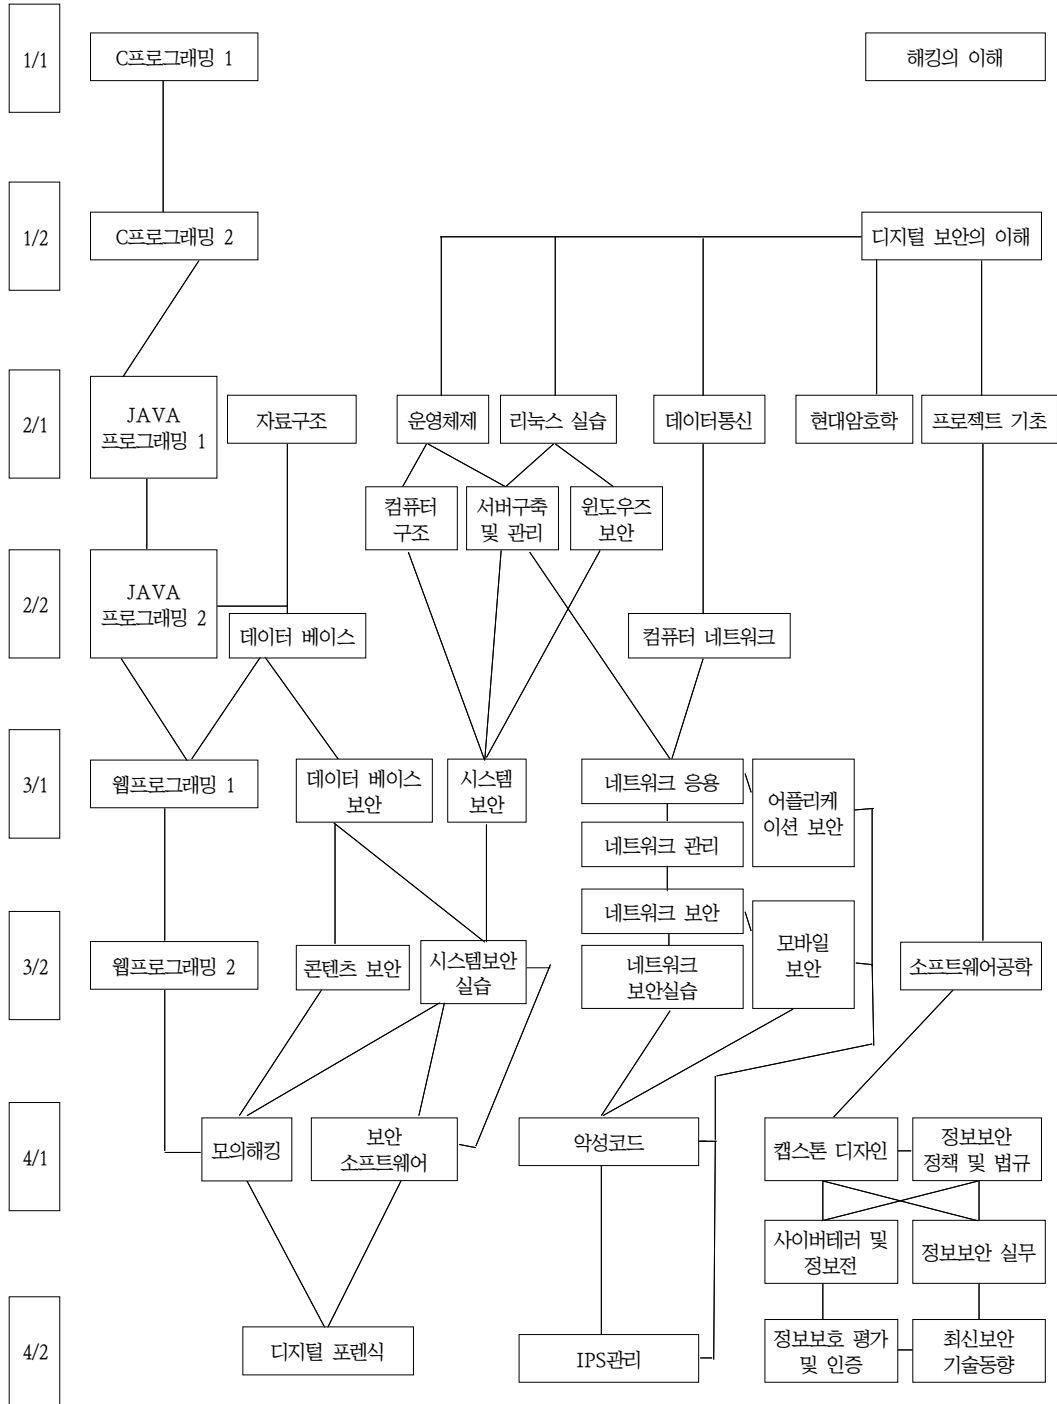 1/1
C프로그래밍 1
해킹의 이해
1/2
C프로그래밍 2
디지털 보안의 이해
2/1
JAVA
프로그래밍 1
자료구조
운영체제
리눅스 실습
데이터통신
현대암호학
프로젝트 기초
컴퓨터
구조
서버구축
및 관리
윈도우즈
보안
2/2
JAVA
프로그래밍 2
데이터 베이스
컴퓨터 네트워크
3/1
웹프로그래밍 1
데이터 베이스
보안
시스템
보안
네트워크 응용
어플리케
이션 보안
네트워크 관리
3/2
웹프로그래밍 2
콘텐츠 보안
시스템보안
실습
네트워크 보안
네트워크
보안실습
모바일
보안
소프트웨어공학
4/1
모의해킹
보안
소프트웨어
악성코드
캡스톤 디자인
정보보안
정책 및 법규
사이버테러 및
정보전
정보보안 실무
4/2
디지털 포렌식
IPS관리
정보보호 평가
및 인증
최신보안
기술동향